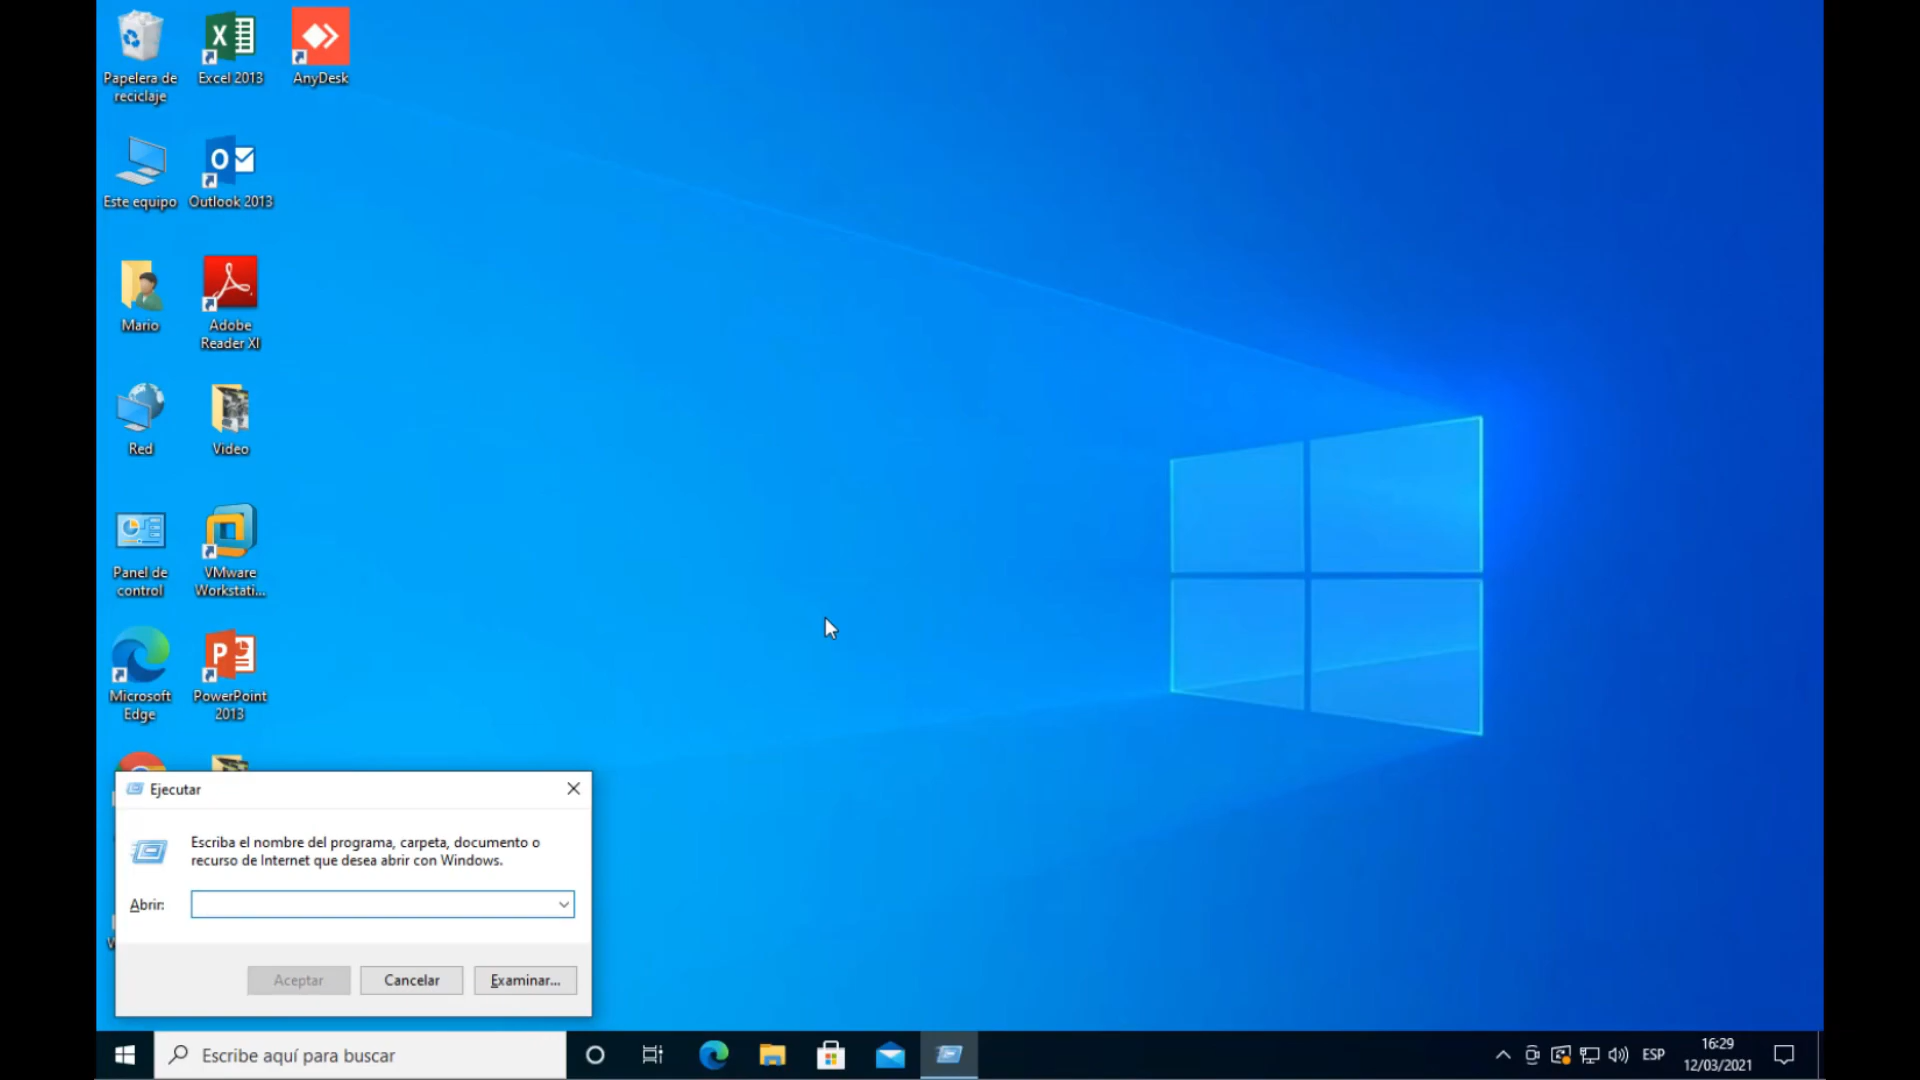 Papelera de
reciclaje
Excel 2013
AnyDesk
Este equipo
Outlook 2013
Mario
Adobe
Reader XI
Red
Video
Panel de
control
VMware
Workstati...
Microsoft
Edge
PowerPoint
2013
Ejecutar
Escriba el nombre del programa, carpeta, documento o
recurso de Internet que desea abrir con Windows.
Abrir:
Aceptar
Cancelar
Examinar...
Escribe aquí para buscar
ESP
16:29
12/03/2021